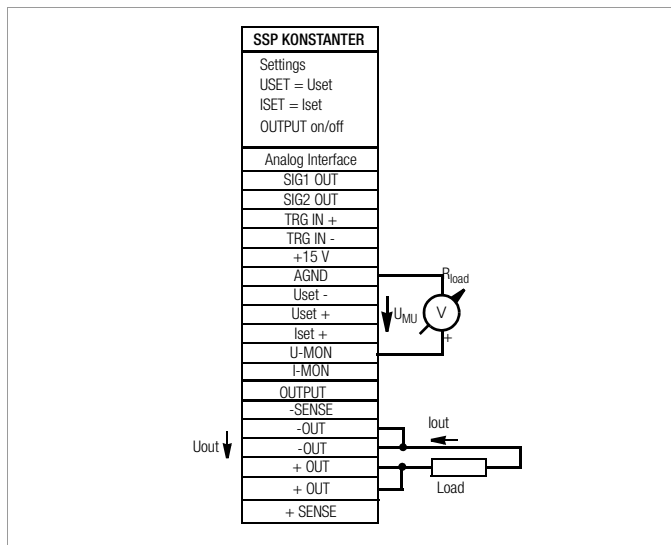 SSP KONSTANTER
Settings
USET = Uset
ISET = Iset
OUTPUT on/off
Analog Interface
SIG1 OUT
SIG2 OUT
TRG IN +
TRG IN -
+15 V
AGND
Uset -
Uset +
Iset +
U-MON
I-MON
Rload
UMU
V
+
OUTPUT
-SENSE
-OUT
-OUT
+ OUT
+ OUT
+ SENSE
Uout
Iout
Load